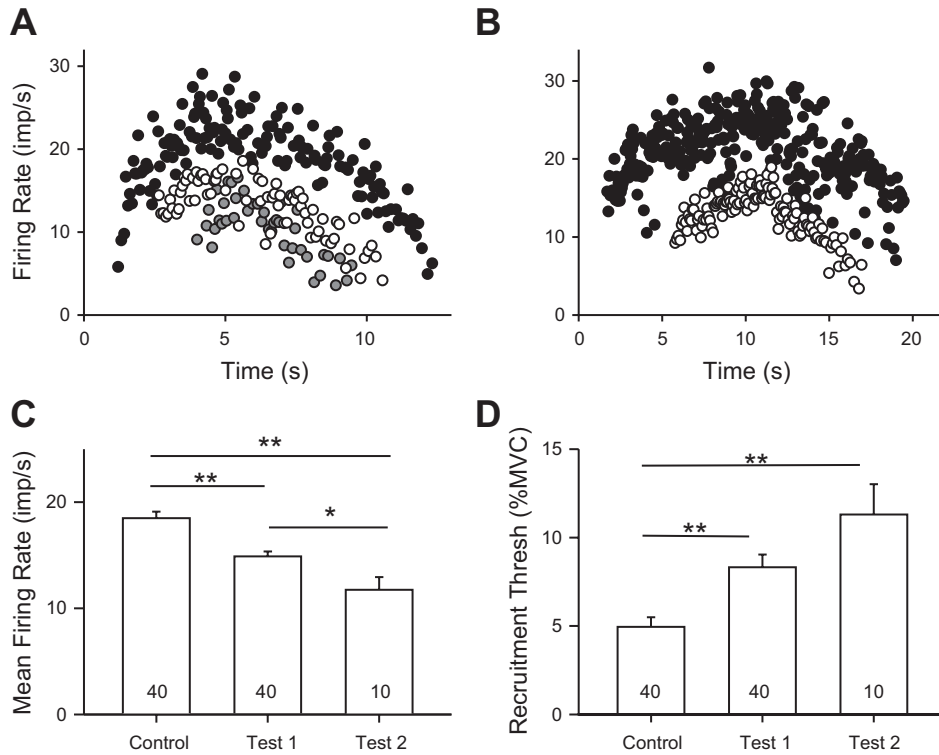 A
B
Firing Rate (imp/s)
30
20
10
0
0
5
10
Time (s)
30
20
10
0
0
5
10
15
20
Time (s)
C
D
Mean Firing Rate (imp/s)
20
10
0
**
**
*
40
40
10
Control
Test 1
Test 2
Recruitment Thresh (%MVC)
15
10
5
0
**
**
40
40
10
Control
Test 1
Test 2